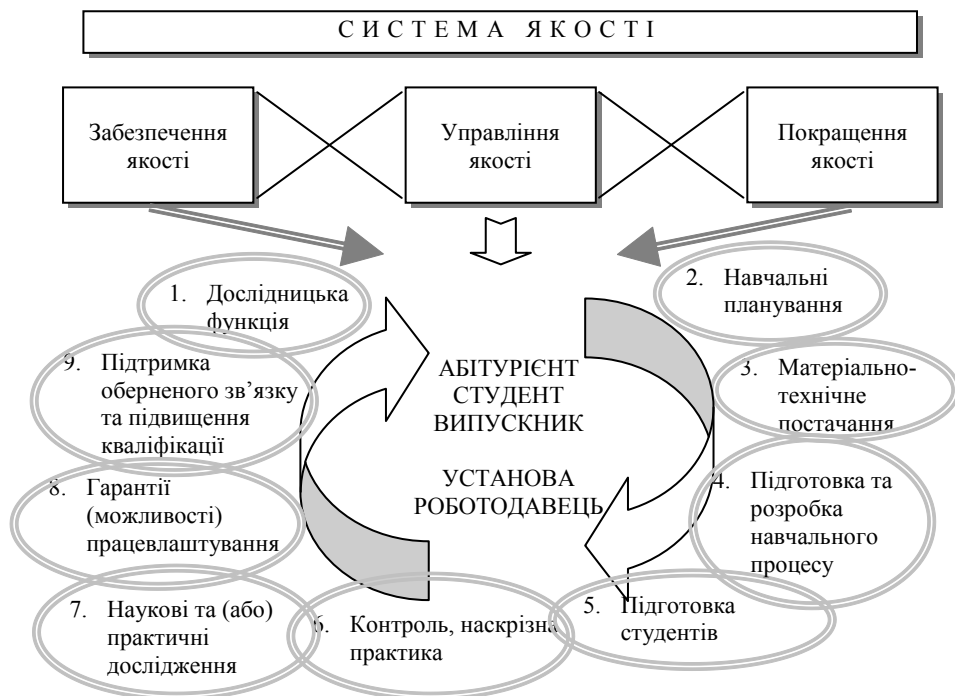 СИСТЕМА ЯКОСТІ
Забезпечення
якості
Управління
якості
Покращення
якості
1. Дослідницька
функція
2. Навчальні
планування
3. Матеріально-
технічне
постачання
4. Підготовка та
розробка
навчального
процесу
5. Підготовка
студентів
6. Контроль, наскрізна
практика
7. Наукові та (або)
практичні
дослідження
8. Гарантії
(можливості)
працевлаштування
9. Підтримка
оберненого зв’язку
та підвищення
кваліфікації
АБІТУРІЄНТ
СТУДЕНТ
ВИПУСКНИК
УСТАНОВА
РОБОТОДАВЕЦЬ